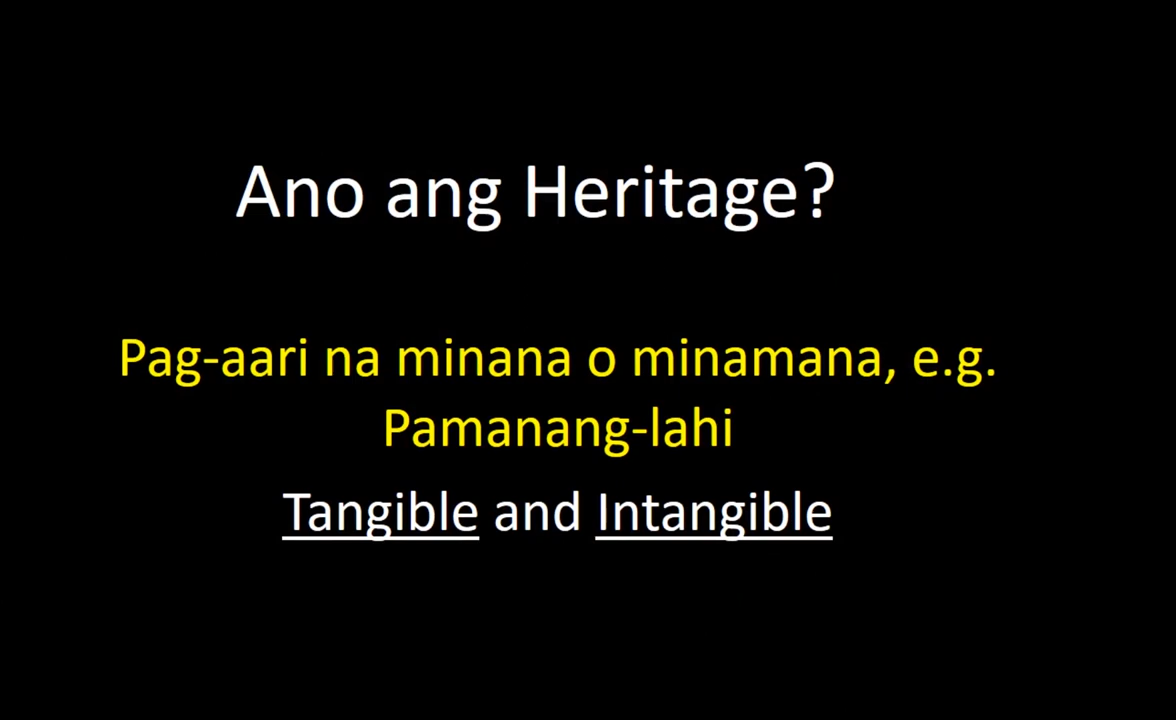 Ano ang Heritage?
Pag-aari na minana o minamana, e.g.
Pamanang-lahi
Tangible and Intangible